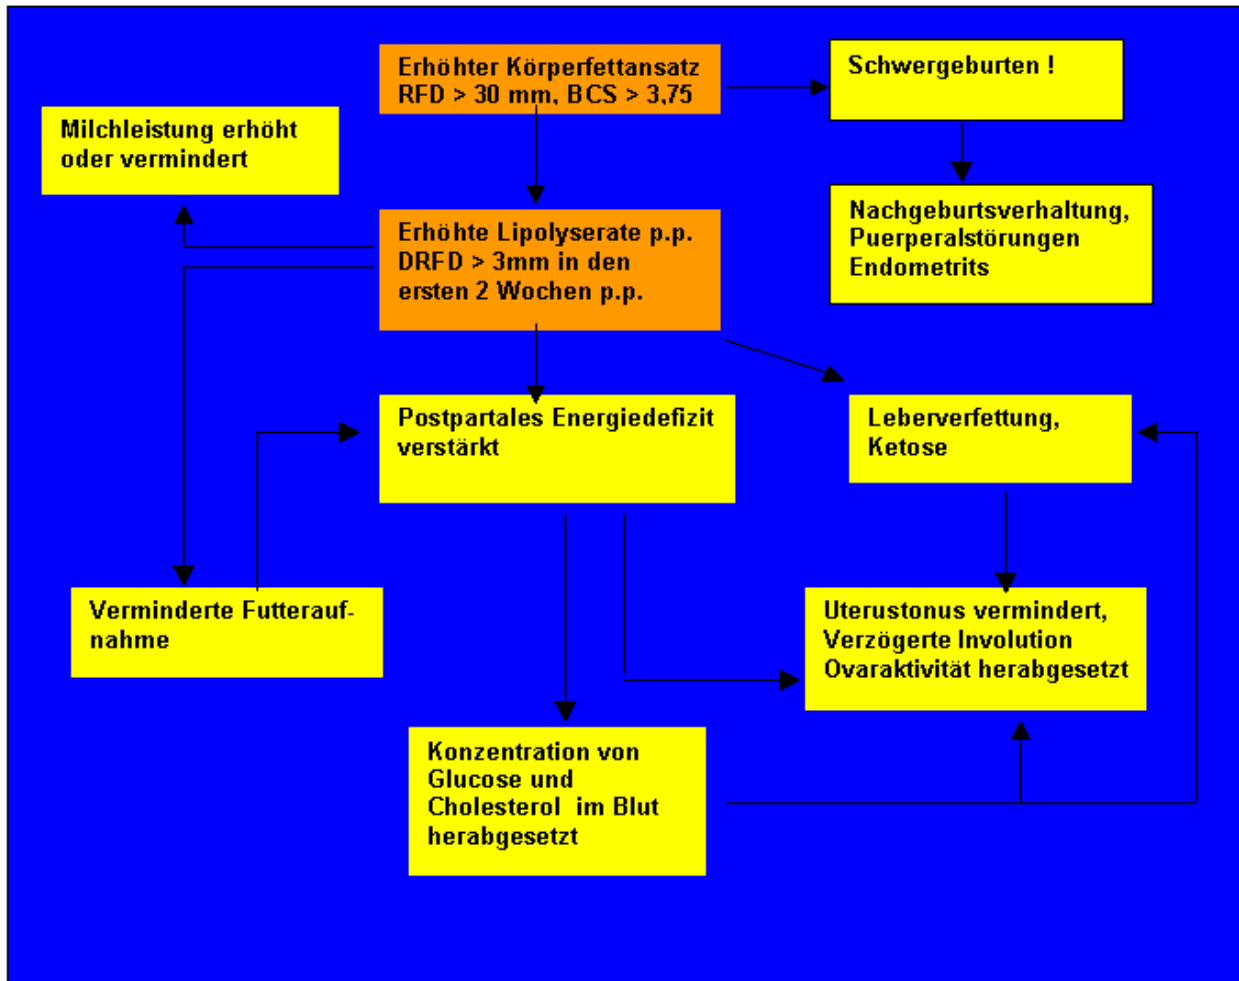 Erhöhter Körperfettansatz
RFD > 30 mm, BCS > 3,75
Schwergeburten !
Milchleistung erhöht
oder vermindert
Nachgeburtsverhaltung,
Puerperalstörungen
Endometrits
Erhöhte Lipolyserate p.p.
DRFD > 3mm in den
ersten 2 Wochen p.p.
Postpartales Energiedefizit
verstärkt
Leberverfettung,
Ketose
Verminderte Futterauf-
nahme
Uterustonus vermindert,
Verzögerte Involution
Ovaraktivität herabgesetzt
Konzentration von
Glucose und
Cholesterol im Blut
herabgesetzt